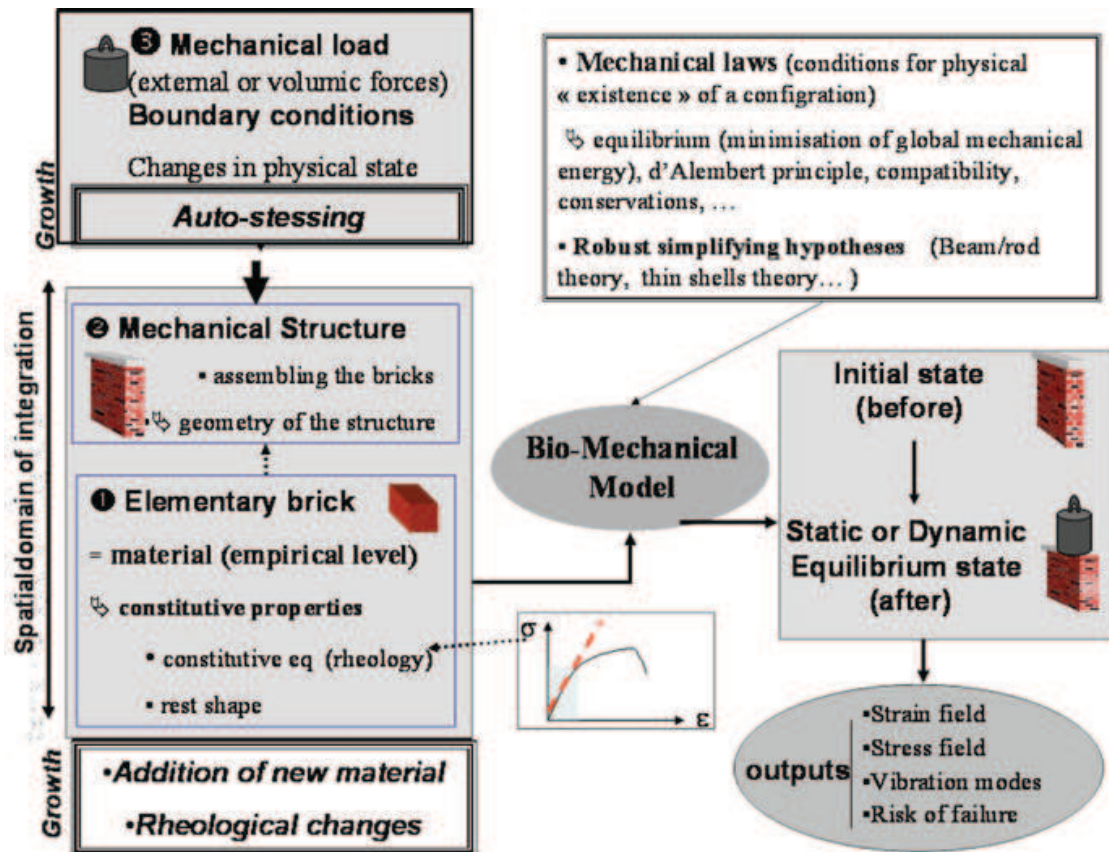 ❸ Mechanical load
(external or volumic forces)
Boundary conditions
Changes in physical state
Auto-stessing
Growth
Spatialdomain of integration
❷ Mechanical Structure
▪ assembling the bricks
▪ geometry of the structure
❶ Elementary brick
= material (empirical level)
constitutive properties
▪ constitutive eq (rheology)
▪ rest shape
Growth
•Addition of new material
•Rheological changes
▪ Mechanical laws (conditions for physical
« existence » of a configration)
equilibrium (minimisation of global mechanical
energy), d'Alembert principle, compatibility,
conservations, …
▪ Robust simplifying hypotheses (Beam/rod
theory, thin shells theory… )
Bio-Mechanical
Model
σ
ε
Initial state
(before)
Static or Dynamic
Equilibrium state
(after)
outputs
▪Strain field
▪Stress field
▪Vibration modes
▪Risk of failure